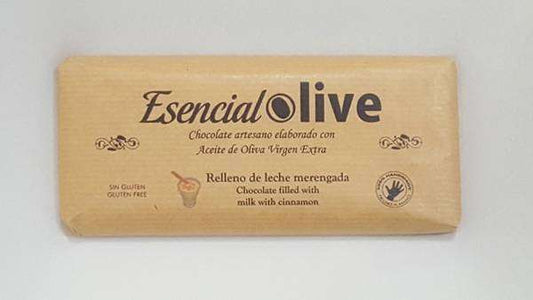 Esencial Olive
Chocolate artesano elaborado con
Aceite de Oliva Virgen Extra
Relleno de leche merengada
Chocolate filled with
milk with cinnamon
SIN GLUTEN
GLUTEN FREE